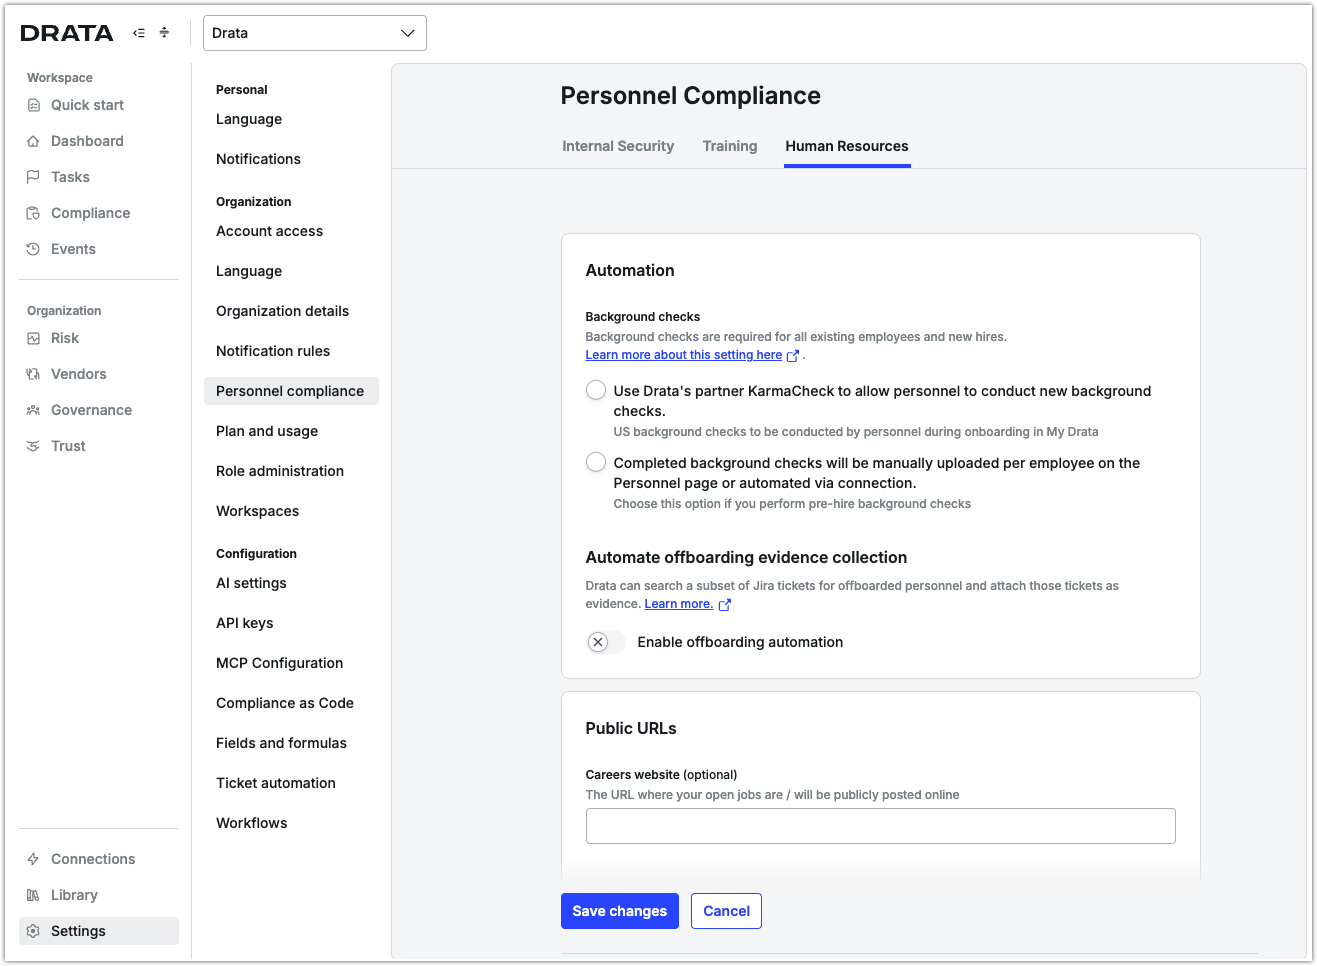 DRATA
Drata
Workspace
Quick start
Dashboard
Tasks
Compliance
Events
Organization
Risk
Vendors
Governance
Trust
Connections
Library
Settings
Personal
Language
Notifications
Organization
Account access
Language
Organization details
Notification rules
Personnel compliance
Plan and usage
Role administration
Workspaces
Configuration
AI settings
API keys
MCP Configuration
Compliance as Code
Fields and formulas
Ticket automation
Workflows
Personnel Compliance
Internal Security
Training
Human Resources
Automation
Background checks
Background checks are required for all existing employees and new hires.
Learn more about this setting here .
Use Drata's partner KarmaCheck to allow personnel to conduct new background
checks.
US background checks to be conducted by personnel during onboarding in My Drata
Completed background checks will be manually uploaded per employee on the
Personnel page or automated via connection.
Choose this option if you perform pre-hire background checks
Automate offboarding evidence collection
Drata can search a subset of Jira tickets for offboarded personnel and attach those tickets as
evidence. Learn more.
Enable offboarding automation
Public URLs
Careers website (optional)
The URL where your open jobs are / will be publicly posted online
Save changes
Cancel